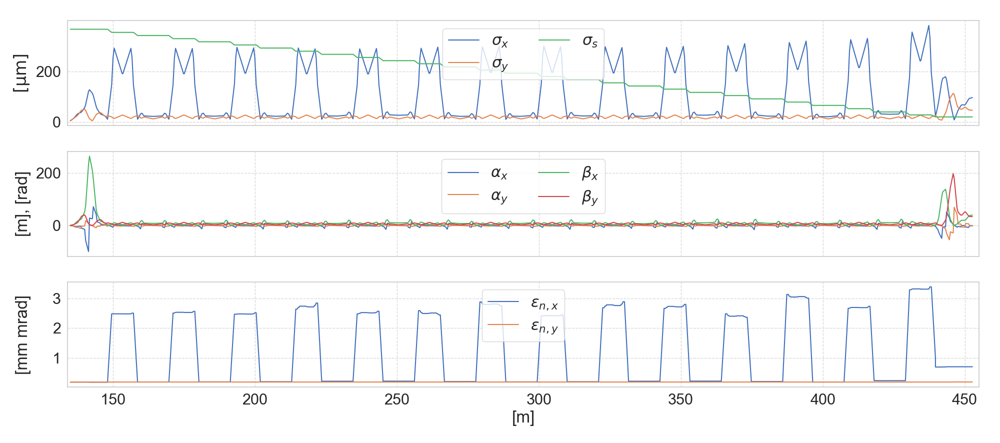 [μm]
200
0
σx σs
σy
[m], [rad]
200
0
αx βx
αy βy
[mm mrad]
3
2
1
εn, x
εn, y
150 200 250 300 350 400 450
[m]